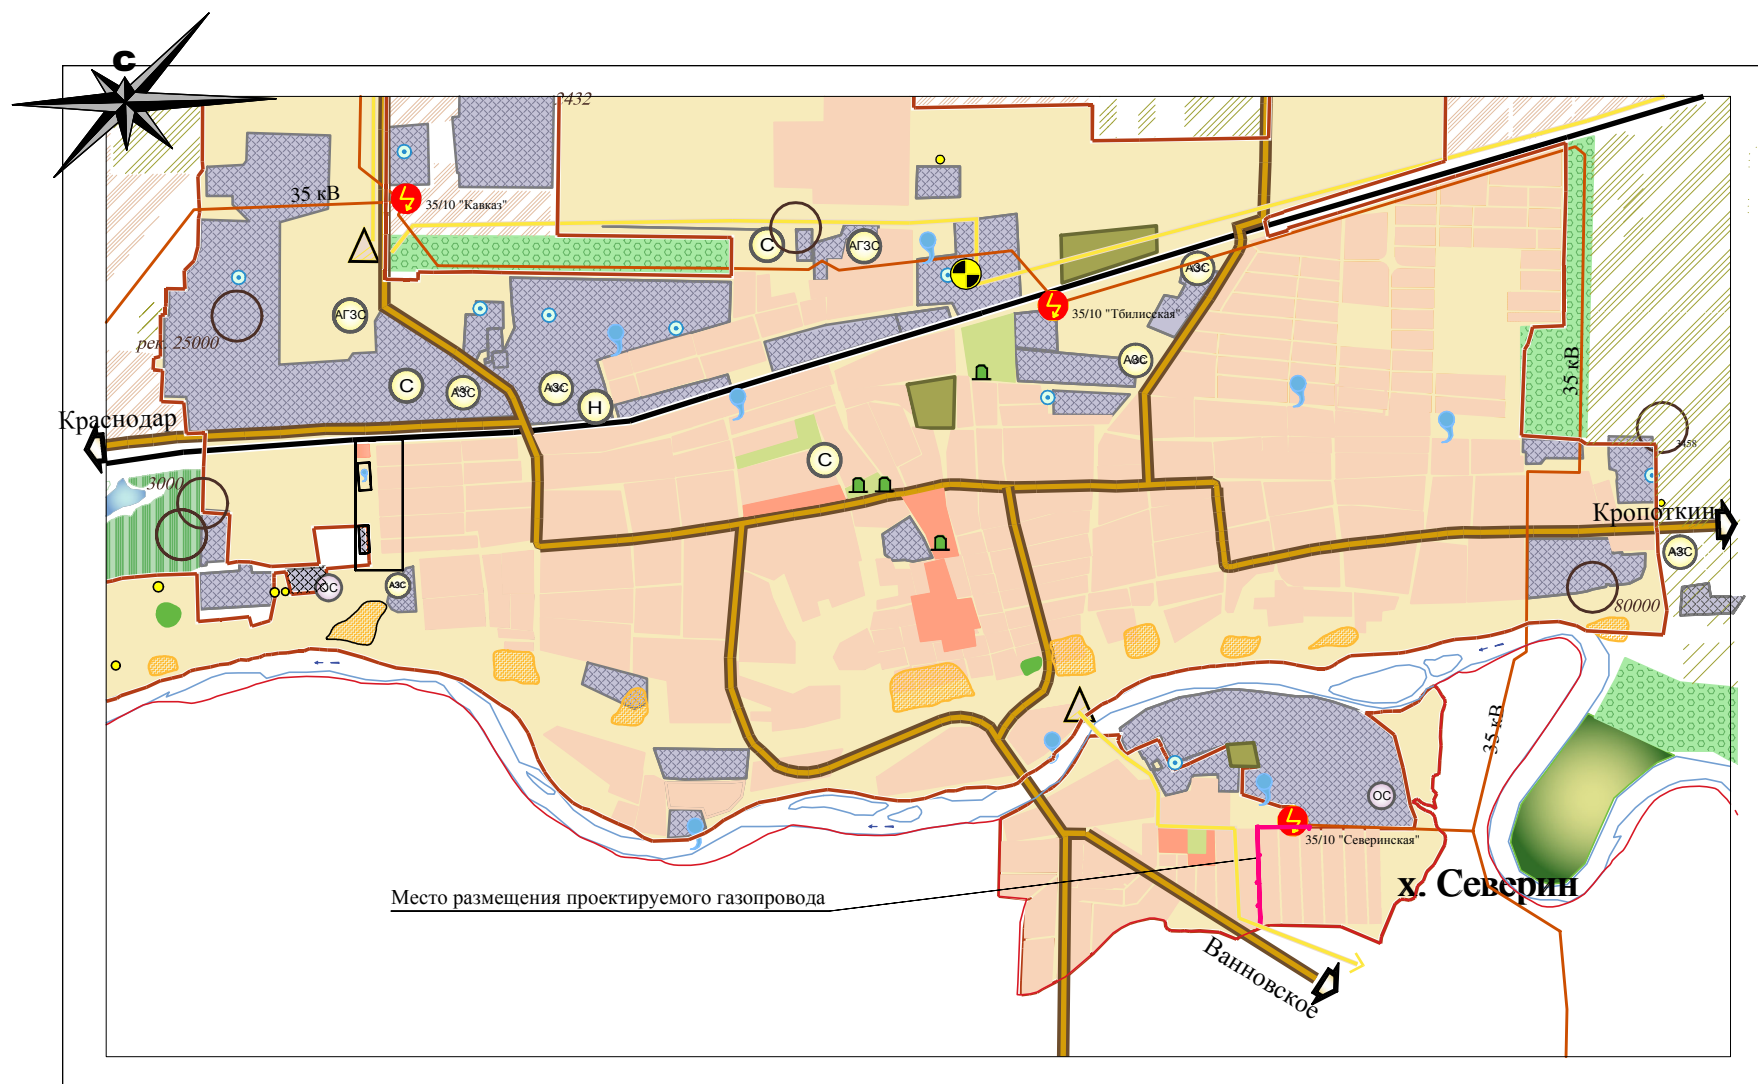 С
2432
35 кВ
35/10 "Кавказ"
С
АГЗС
АЗС
АГЗС
35/10 "Тбилисская"
рек. 25000
АЗС
С
АЗС
АЗС
Н
35 кВ
Краснодар
3458
С
3000
Кропоткин
АЗС
ОС
АЗС
80000
35 кВ
ОС
35/10 "Северинская"
Место размещения проектируемого газопровода
х. Северин
Ванновское